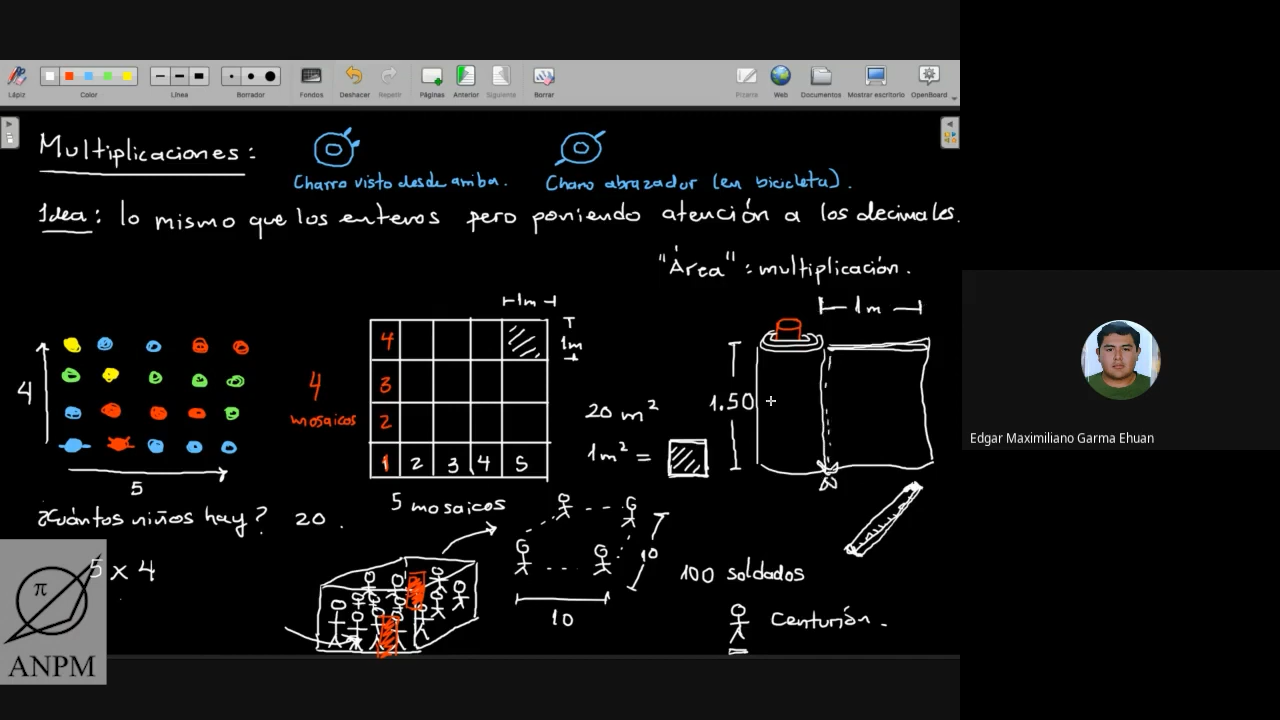 Lápiz Color Línea Borrador Fondos Deshacer Repetir Páginas Anterior Siguiente Borrar Pizarra Web Documentos Mostrar escritorio OpenBoard
Multiplicaciones:
Charro visto desde arriba. Charro abrazador (en bicicleta).
Idea: lo mismo que los enteros pero poniendo atención a los decimales.
"Área": multiplicación.
1m
1m
1m
4
4
3
2
1 2 3 4 5
4
mosaicos
20 m²
1m² =
1.50
5
5 mosaicos
¿Cuántos niños hay? 20.
5 x 4
10
10
100 soldados
Centurión.
π
ANPM
Edgar Maximiliano Garma Ehuan